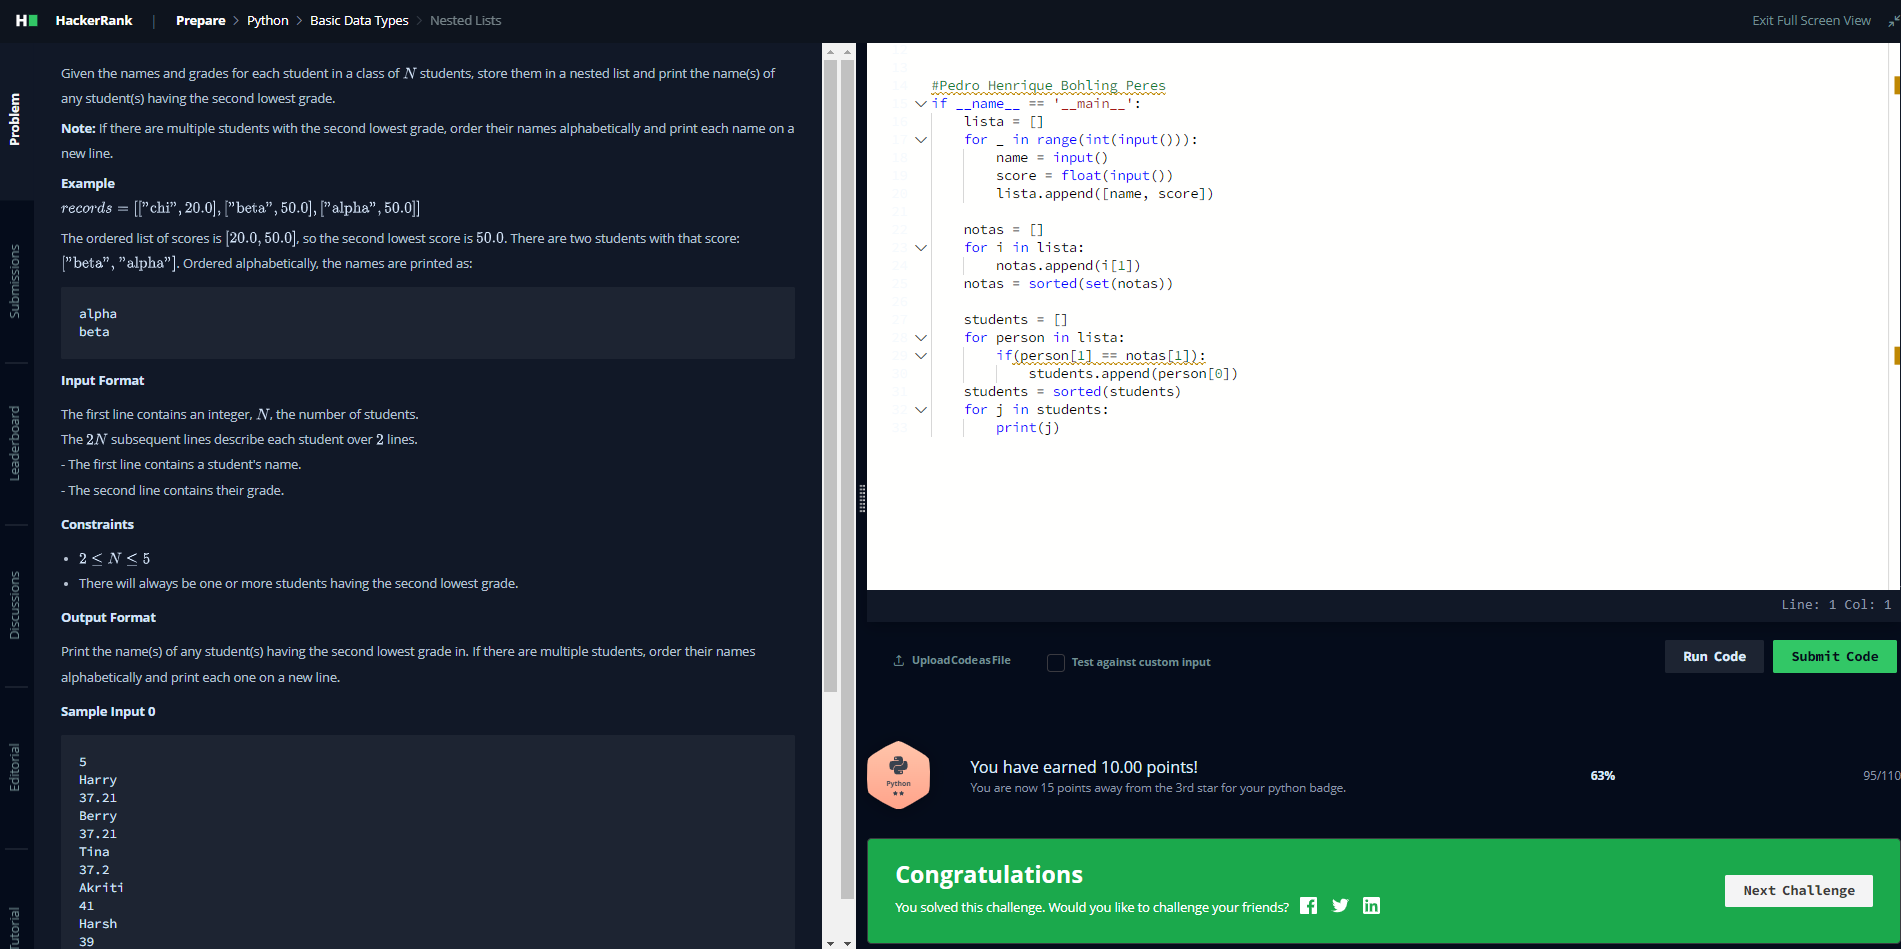 HackerRank | Prepare > Python > Basic Data Types > Nested Lists
Exit Full Screen View
Problem
Submissions
Leaderboard
Discussions
Editorial
Tutorial
Given the names and grades for each student in a class of N students, store them in a nested list and print the name(s) of
any student(s) having the second lowest grade.
Note: If there are multiple students with the second lowest grade, order their names alphabetically and print each name on a
new line.
Example
records = [["chi", 20.0], ["beta", 50.0], ["alpha", 50.0]]
The ordered list of scores is [20.0, 50.0], so the second lowest score is 50.0. There are two students with that score:
["beta", "alpha"]. Ordered alphabetically, the names are printed as:
alpha
beta
Input Format
The first line contains an integer, N, the number of students.
The 2N subsequent lines describe each student over 2 lines.
- The first line contains a student's name.
- The second line contains their grade.
Constraints
• 2 ≤ N ≤ 5
• There will always be one or more students having the second lowest grade.
Output Format
Print the name(s) of any student(s) having the second lowest grade in. If there are multiple students, order their names
alphabetically and print each one on a new line.
Sample Input 0
5
Harry
37.21
Berry
37.21
Tina
37.2
Akriti
41
Harsh
39
#Pedro Henrique Bohling Peres
if __name__ == '__main__':
    lista = []
    for _ in range(int(input())):
        name = input()
        score = float(input())
        lista.append([name, score])
    notas = []
    for i in lista:
        notas.append(i[1])
    notas = sorted(set(notas))
    students = []
    for person in lista:
        if(person[1] == notas[1]):
            students.append(person[0])
    students = sorted(students)
    for j in students:
        print(j)
Line: 1 Col: 1
Upload Code as File
Test against custom input
Run Code
Submit Code
Python
You have earned 10.00 points!
You are now 15 points away from the 3rd star for your python badge.
63%
95/110
Congratulations
You solved this challenge. Would you like to challenge your friends?
Next Challenge